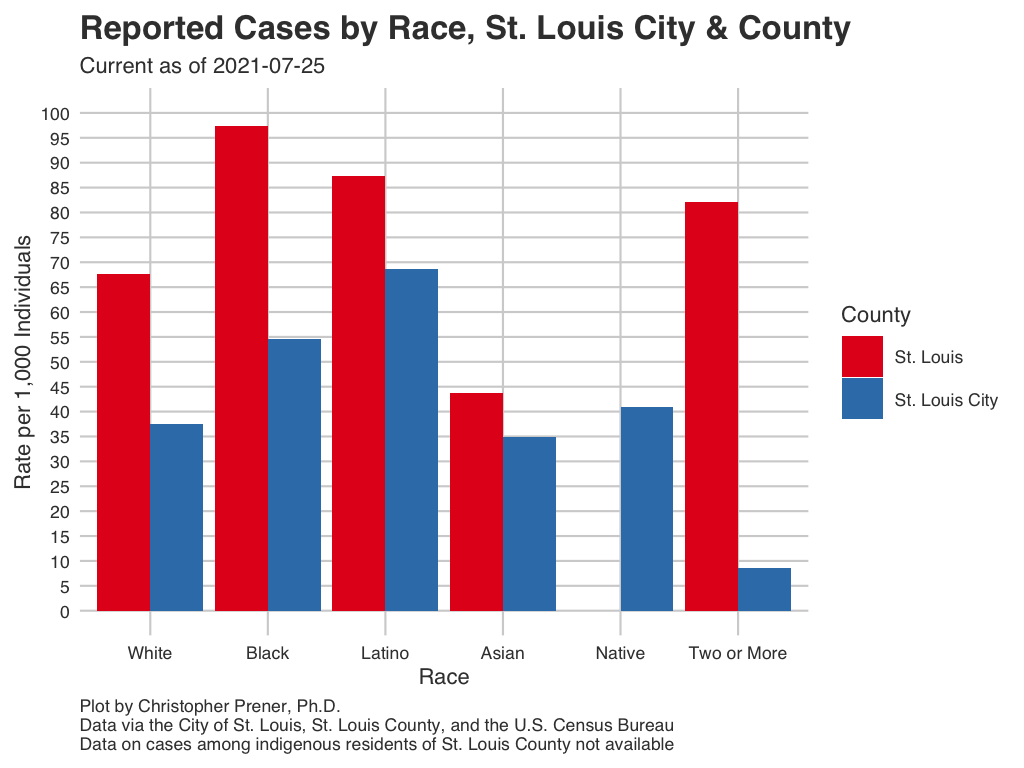 Reported Cases by Race, St. Louis City & County
Current as of 2021-07-25
Rate per 1,000 Individuals
100
95
90
85
80
75
70
65
60
55
50
45
40
35
30
25
20
15
10
5
0
White Black Latino Asian Native Two or More
Race
County
St. Louis
St. Louis City
Plot by Christopher Prener, Ph.D.
Data via the City of St. Louis, St. Louis County, and the U.S. Census Bureau
Data on cases among indigenous residents of St. Louis County not available